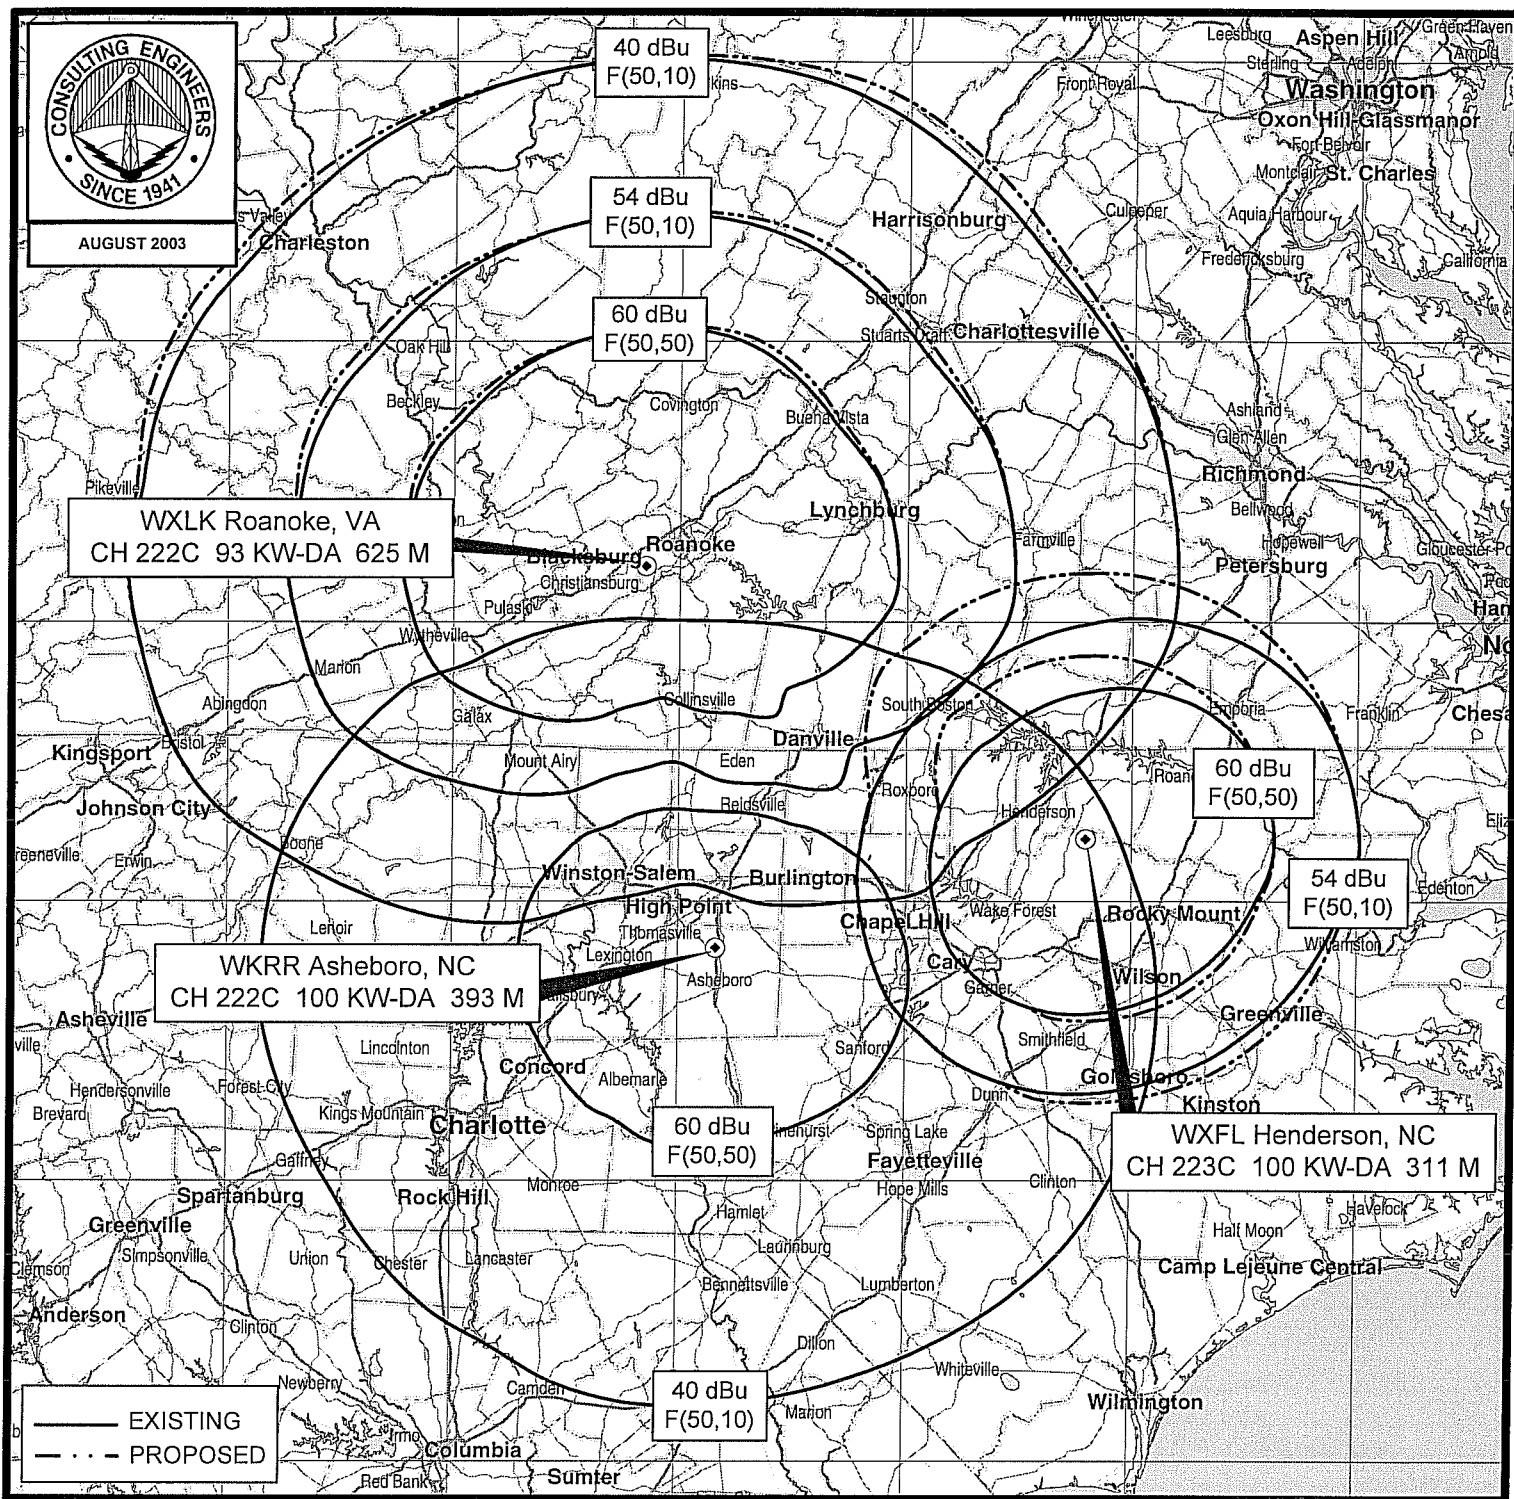 CONSULTING ENGINEERS
SINCE 1941
AUGUST 2003
40 dBu
F(50,10)
54 dBu
F(50,10)
60 dBu
F(50,50)
WXLK Roanoke, VA
CH 222C 93 KW-DA 625 M
WKRR Asheboro, NC
CH 222C 100 KW-DA 393 M
WXFL Henderson, NC
CH 223C 100 KW-DA 311 M
60 dBu
F(50,50)
54 dBu
F(50,10)
60 dBu
F(50,50)
40 dBu
F(50,10)
EXISTING
PROPOSED
Leesburg
Aspen Hill
Green Haven
Arnold
Sterling
Adelphi
Front Royal
Washington
Oxon Hill-Glassmanor
Fort Belvoir
Montclair
St. Charles
Charleston
Harrisonburg
Culpeper
Aquia Harbour
Fredericksburg
California
Staunton
Stuarts Draft
Charlottesville
Oak Hill
Beckley
Covington
Buena Vista
Ashland
Glen Allen
Richmond
Pikeville
Lynchburg
Bellwood
Roanoke
Blacksburg
Christiansburg
Farmville
Hopewell
Petersburg
Pulaski
Wytheville
Marion
Abingdon
Galax
Collinsville
South Boston
Emporia
Franklin
Kingsport
Bristol
Mount Airy
Eden
Danville
Johnson City
Reidsville
Roxboro
Henderson
Erwin
Boone
Winston-Salem
Burlington
Edenton
High Point
Thomasville
Lenoir
Lexington
Chapel Hill
Wake Forest
Rocky Mount
Williamston
Asheboro
Cary
Garner
Wilson
Asheville
Greenville
Lincolnton
Concord
Sanford
Smithfield
Hendersonville
Forest City
Albemarle
Goldsboro
Brevard
Kings Mountain
Charlotte
Dunn
Kinston
Spring Lake
Gaffney
Fayetteville
Spartanburg
Rock Hill
Monroe
Hope Mills
Clinton
Greenville
Hamlet
Havelock
Simpsonville
Union
Chester
Lancaster
Laurinburg
Half Moon
Clemson
Bennettsville
Lumberton
Camp Lejeune Central
Anderson
Clinton
Dillon
Whiteville
Newberry
Camden
Marion
Wilmington
Irmo
Columbia
Red Bank
Sumter